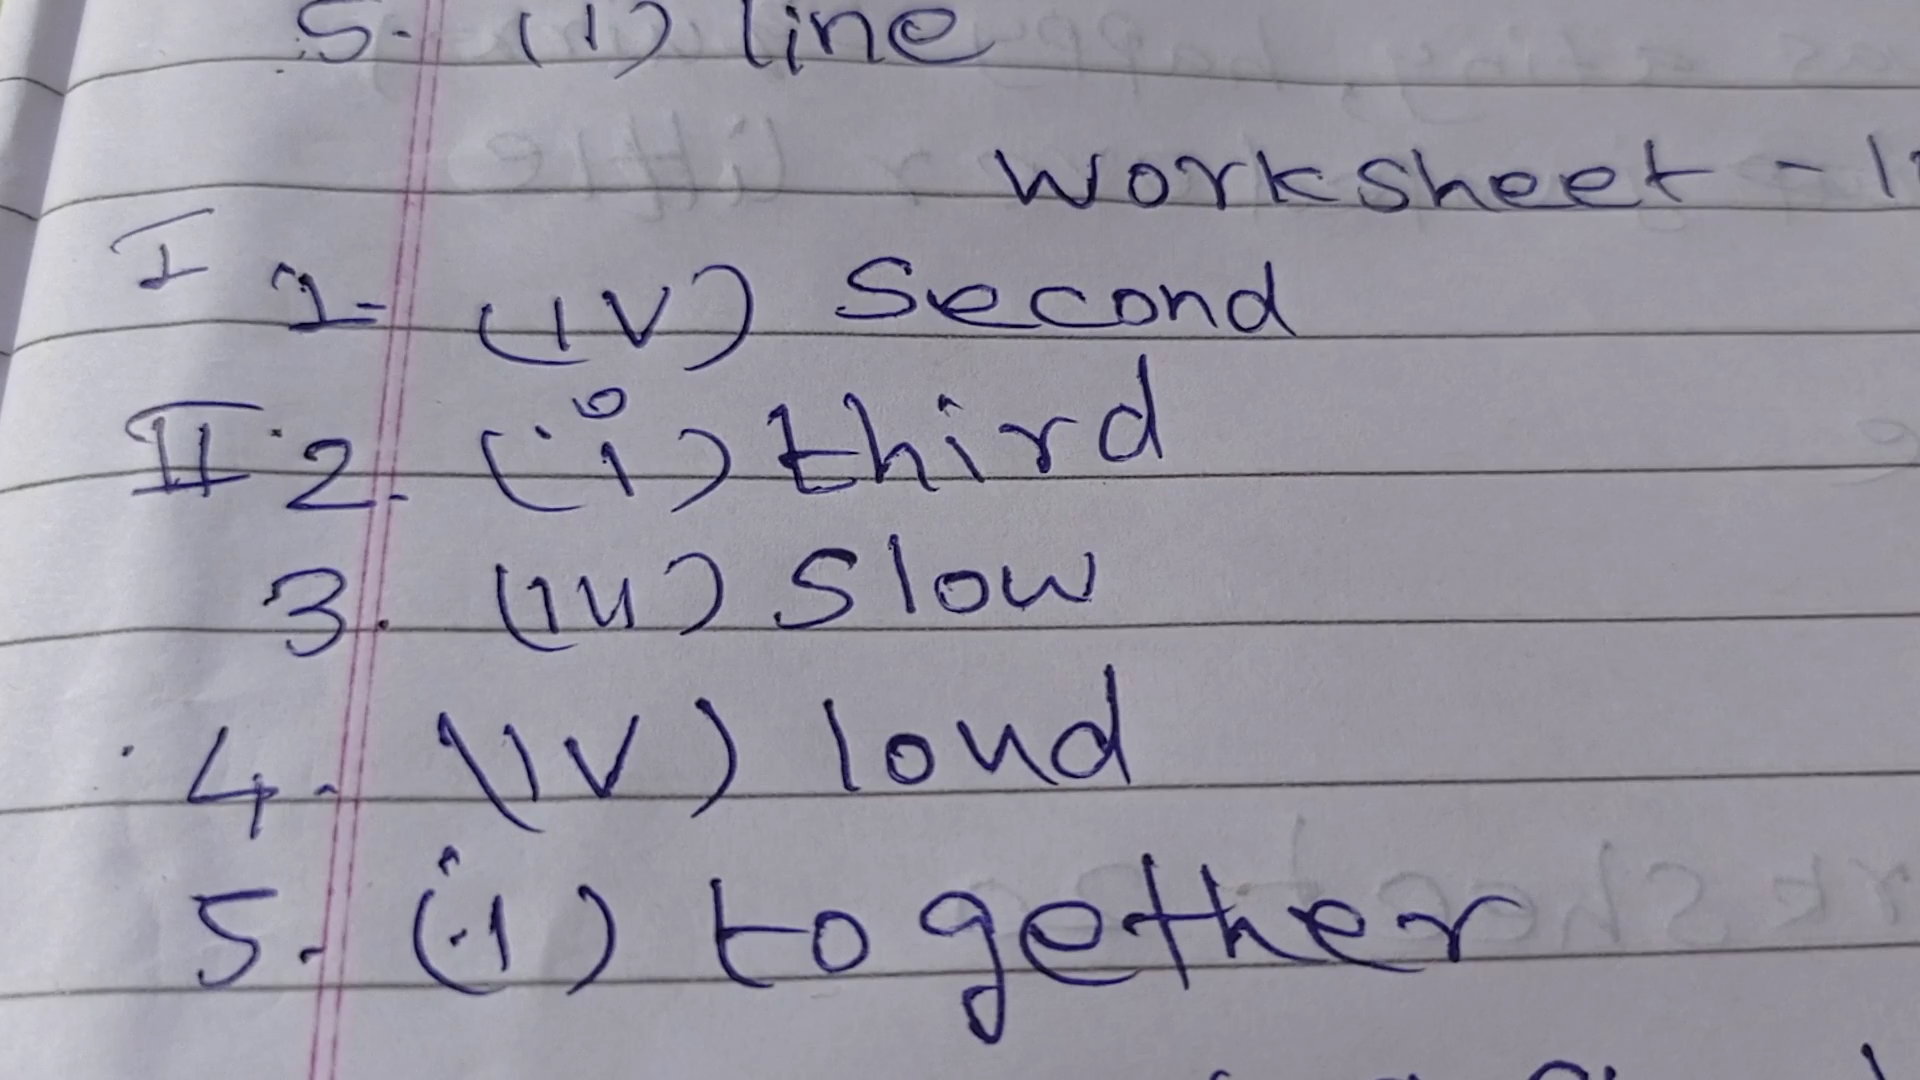 5. (i) line
Worksheet - 1
I 1. (iv) Second
II 2. (i) third
3. (iii) slow
4. (iv) loud
5. (i) together